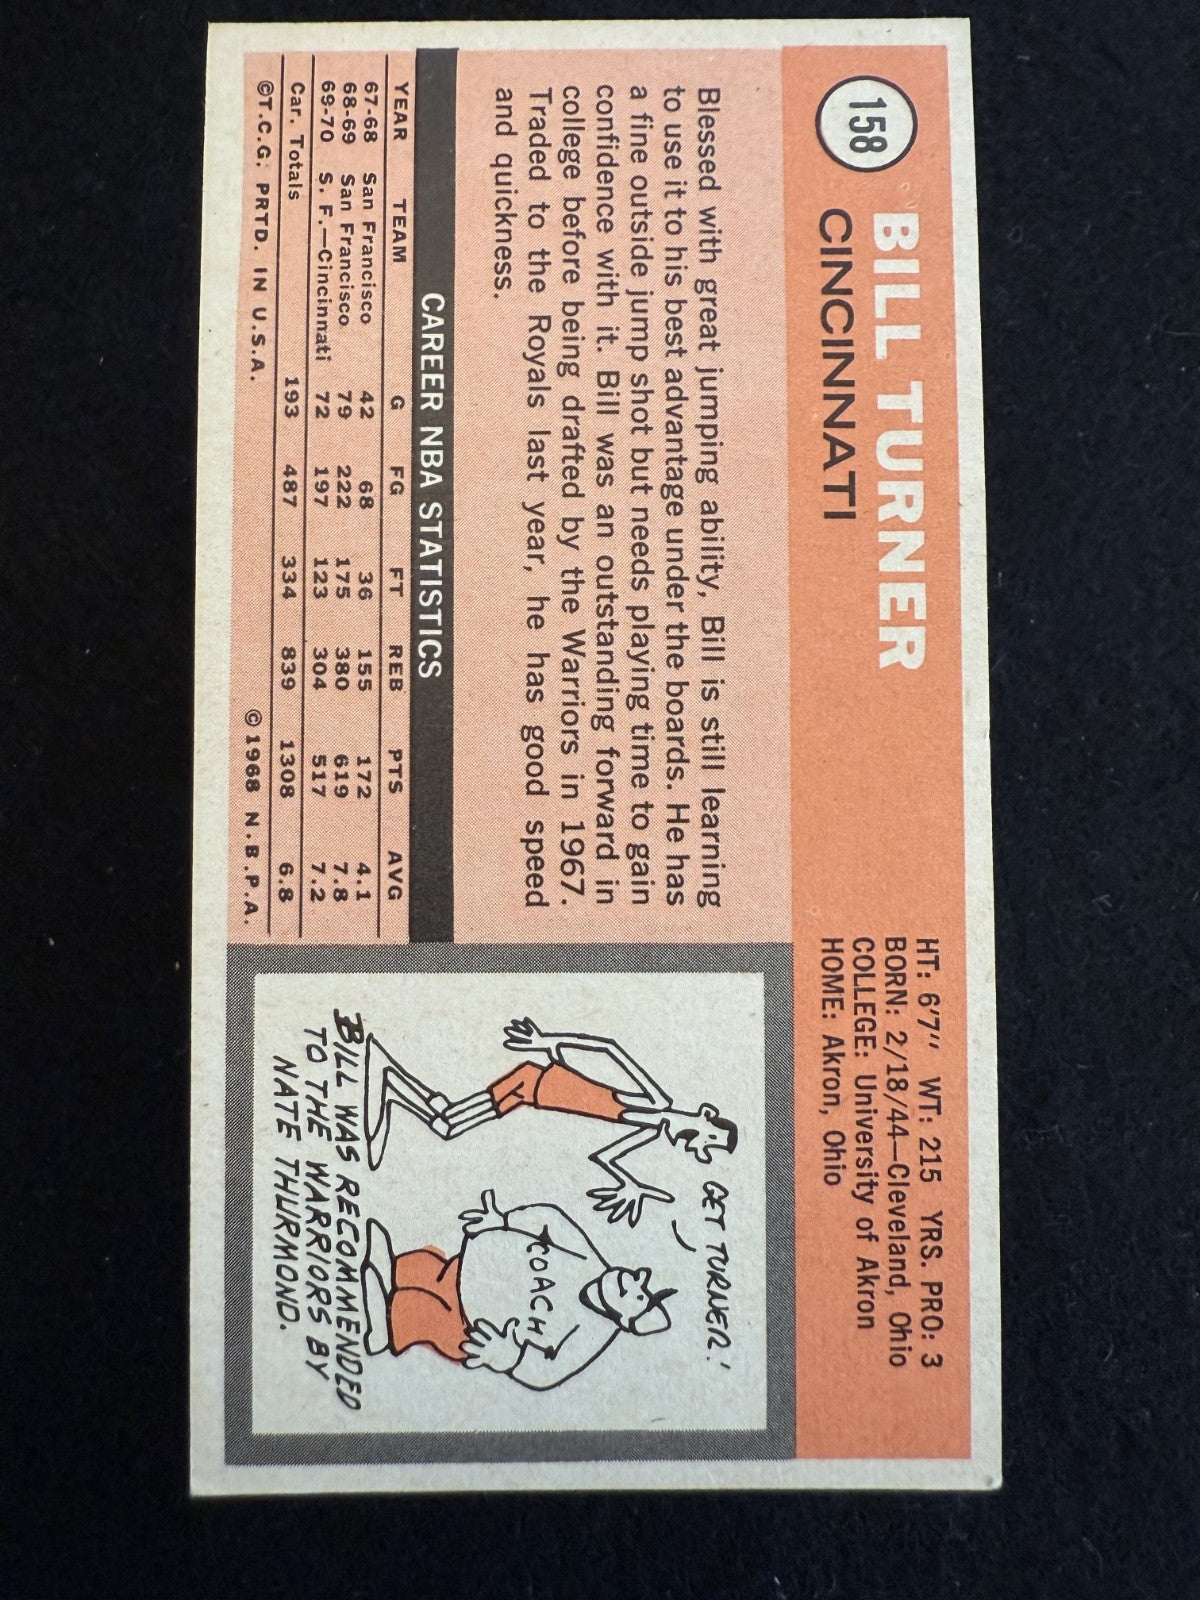 158
BILL TURNER
CINCINNATI
HT: 6'7" WT: 215 YRS. PRO: 3
BORN: 2/18/44—Cleveland, Ohio
COLLEGE: University of Akron
HOME: Akron, Ohio
Blessed with great jumping ability, Bill is still learning
to use it to his best advantage under the boards. He has
a fine outside jump shot but needs playing time to gain
confidence with it. Bill was an outstanding forward in
college before being drafted by the Warriors in 1967.
Traded to the Royals last year, he has good speed
and quickness.
CAREER NBA STATISTICS
YEAR TEAM G FG FT REB PTS AVG
67-68 San Francisco 42 68 36 155 172 4.1
68-69 San Francisco 79 222 175 380 619 7.8
69-70 S. F.—Cincinnati 72 197 123 304 517 7.2
Car. Totals 193 487 334 839 1308 6.8
©T.C.G. PRTD. IN U.S.A. ©1968 N.B.P.A.
GET TURNER!
COACH
BILL WAS RECOMMENDED
TO THE WARRIORS BY
NATE THURMOND.